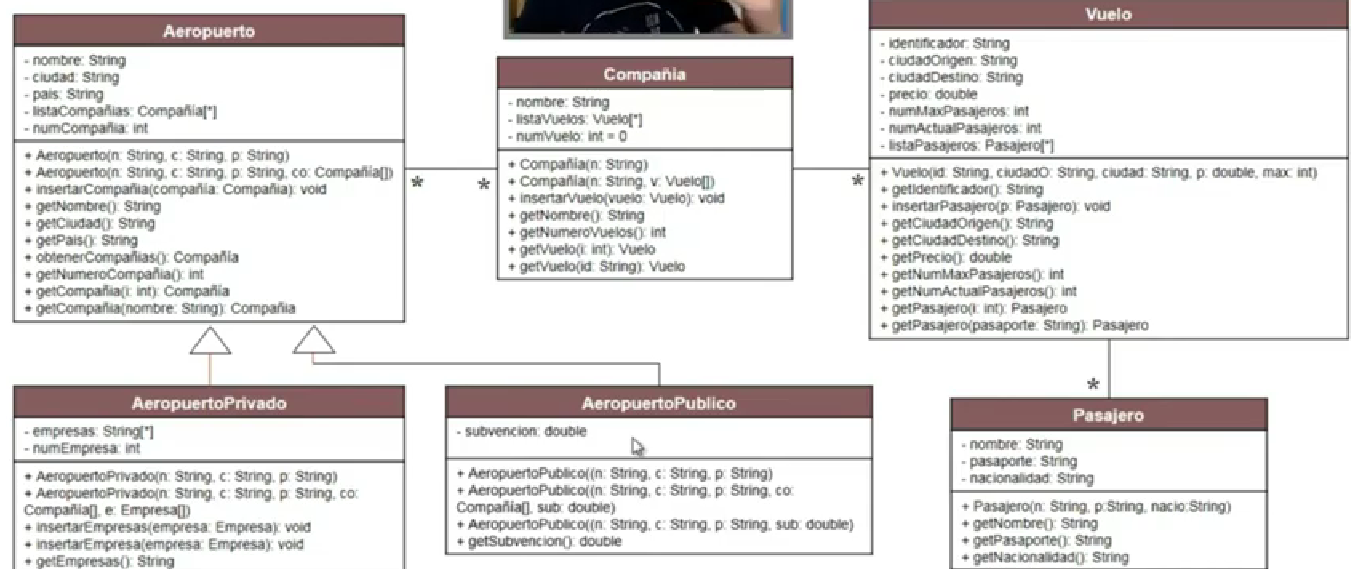 Aeropuerto
- nombre: String
- ciudad: String
- pais: String
- listaCompañias: Compañía[*]
- numCompañia: int
+ Aeropuerto(n: String, c: String, p: String)
+ Aeropuerto(n: String, c: String, p: String, co: Compañía[])
+ insertarCompañia(compañía: Compañia): void
+ getNombre(): String
+ getCiudad(): String
+ getPais(): String
+ obtenerCompañias(): Compañía
+ getNumeroCompañia(): int
+ getCompañia(i: int): Compañía
+ getCompañia(nombre: String): Compañia
*
*
Compañia
- nombre: String
- listaVuelos: Vuelo[*]
- numVuelo: int = 0
+ Compañía(n: String)
+ Compañía(n: String, v: Vuelo[])
+ insertarVuelo(vuelo: Vuelo): void
+ getNombre(): String
+ getNumeroVuelos(): int
+ getVuelo(i: int): Vuelo
+ getVuelo(id: String): Vuelo
*
Vuelo
- identificador: String
- ciudadOrigen: String
- ciudadDestino: String
- precio: double
- numMaxPasajeros: int
- numActualPasajeros: int
- listaPasajeros: Pasajero[*]
+ Vuelo(id: String, ciudadO: String, ciudad: String, p: double, max: int)
+ getIdentificador(): String
+ insertarPasajero(p: Pasajero): void
+ getCiudadOrigen(): String
+ getCiudadDestino(): String
+ getPrecio(): double
+ getNumMaxPasajeros(): int
+ getNumActualPasajeros(): int
+ getPasajero(i: int): Pasajero
+ getPasajero(pasaporte: String): Pasajero
*
AeropuertoPrivado
- empresas: String[*]
- numEmpresa: int
+ AeropuertoPrivado(n: String, c: String, p: String)
+ AeropuertoPrivado(n: String, c: String, p: String, co:
Compañía[], e: Empresa[])
+ insertarEmpresas(empresa: Empresa): void
+ insertarEmpresa(empresa: Empresa): void
+ getEmpresas(): String
AeropuertoPublico
- subvencion: double
+ AeropuertoPublico((n: String, c: String, p: String)
+ AeropuertoPublico((n: String, c: String, p: String, co:
Compañía[], sub: double)
+ AeropuertoPublico((n: String, c: String, p: String, sub: double)
+ getSubvencion(): double
Pasajero
- nombre: String
- pasaporte: String
- nacionalidad: String
+ Pasajero(n: String, p:String, nacio:String)
+ getNombre(): String
+ getPasaporte(): String
+ getNacionalidad(): String